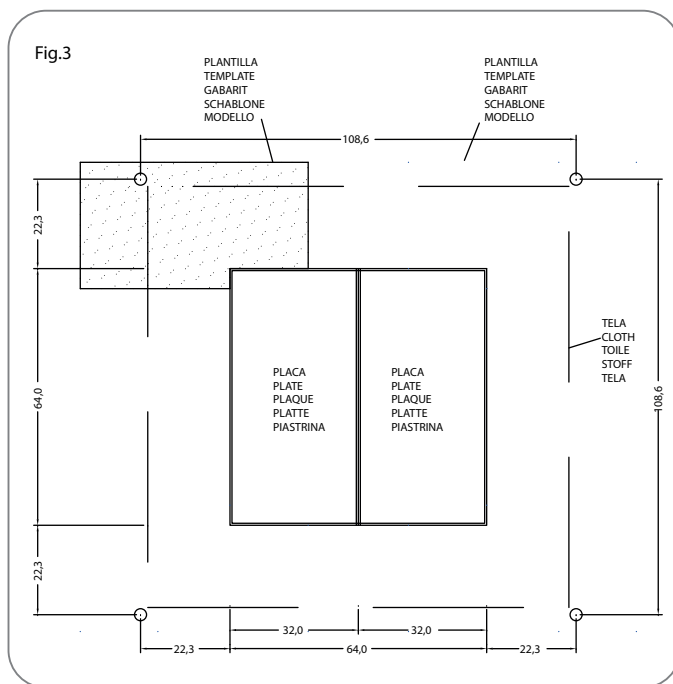 Fig.3
PLANTILLA
TEMPLATE
GABARIT
SCHABLONE
MODELLO
PLANTILLA
TEMPLATE
GABARIT
SCHABLONE
MODELLO
108,6
22,3
64,0
22,3
TELA
CLOTH
TOILE
STOFF
TELA
108,6
PLACA
PLATE
PLAQUE
PLATTE
PIASTRINA
PLACA
PLATE
PLAQUE
PLATTE
PIASTRINA
32,0
32,0
22,3
64,0
22,3